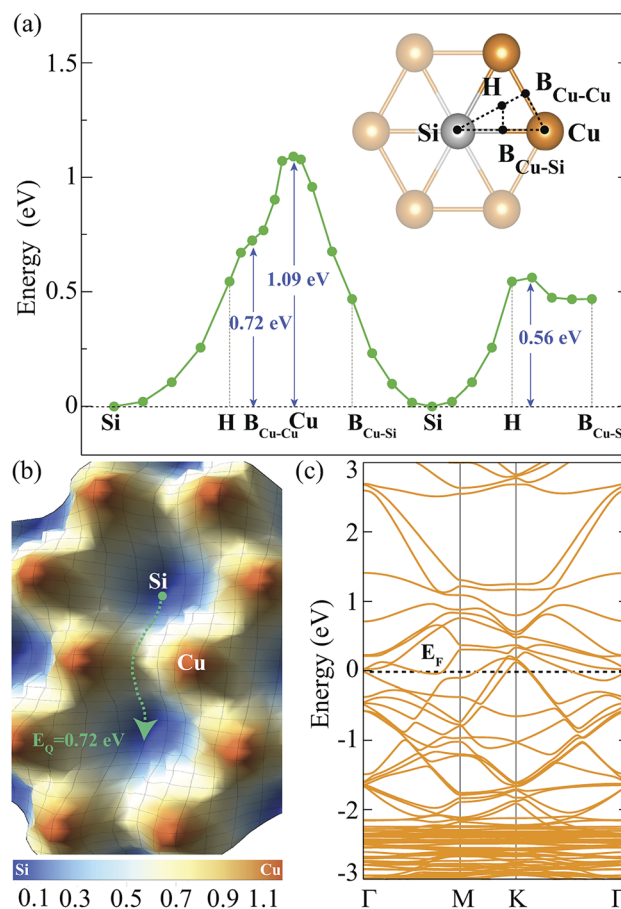 (a)
1.5
1
0.5
0
Energy (eV)
H
B Cu-Cu
Si
Cu
B Cu-Si
1.09 eV
0.72 eV
0.56 eV
Si H B Cu-Cu Cu B Cu-Si Si H B Cu-S
(b)
Si
Cu
E Q =0.72 eV
Si Cu
0.1 0.3 0.5 0.7 0.9 1.1
(c)
3
2
1
0
-1
-2
-3
Energy (eV)
E F
Γ M K Γ